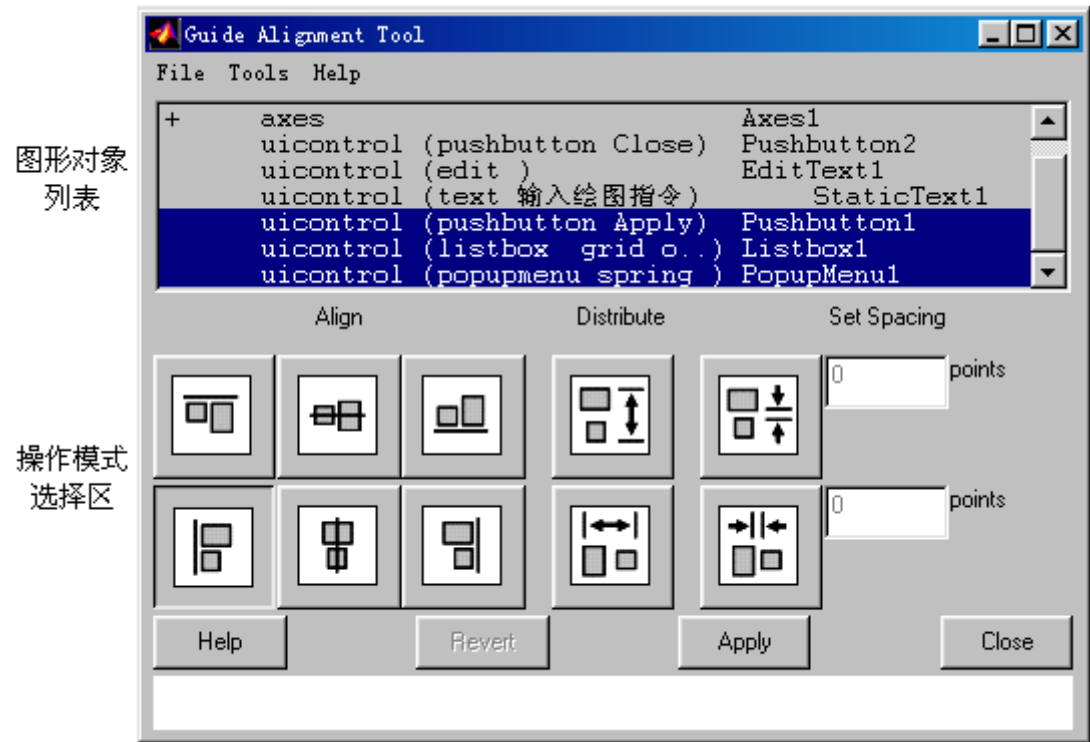 Guide Alignment Tool
File Tools Help
图形对象
列表
+ axes Axes1
uicontrol (pushbutton Close) Pushbutton2
uicontrol (edit ) EditText1
uicontrol (text 输入绘图指令) StaticText1
uicontrol (pushbutton Apply) Pushbutton1
uicontrol (listbox grid o..) Listbox1
uicontrol (popupmenu spring ) PopupMenu1
Align Distribute Set Spacing
0 points
操作模式
选择区
0 points
Help Revert Apply Close